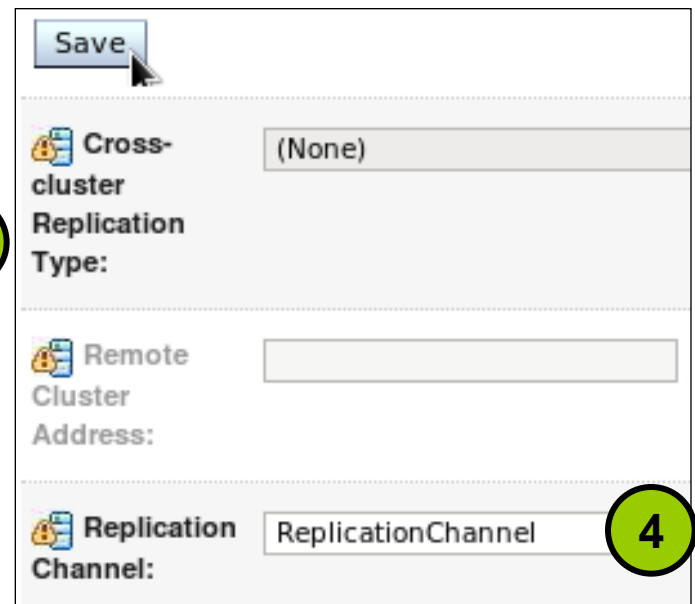 Save
Cross-
(None)
cluster
Replication
Type:
Remote
Cluster
Address:
Replication
ReplicationChannel
4
Channel: